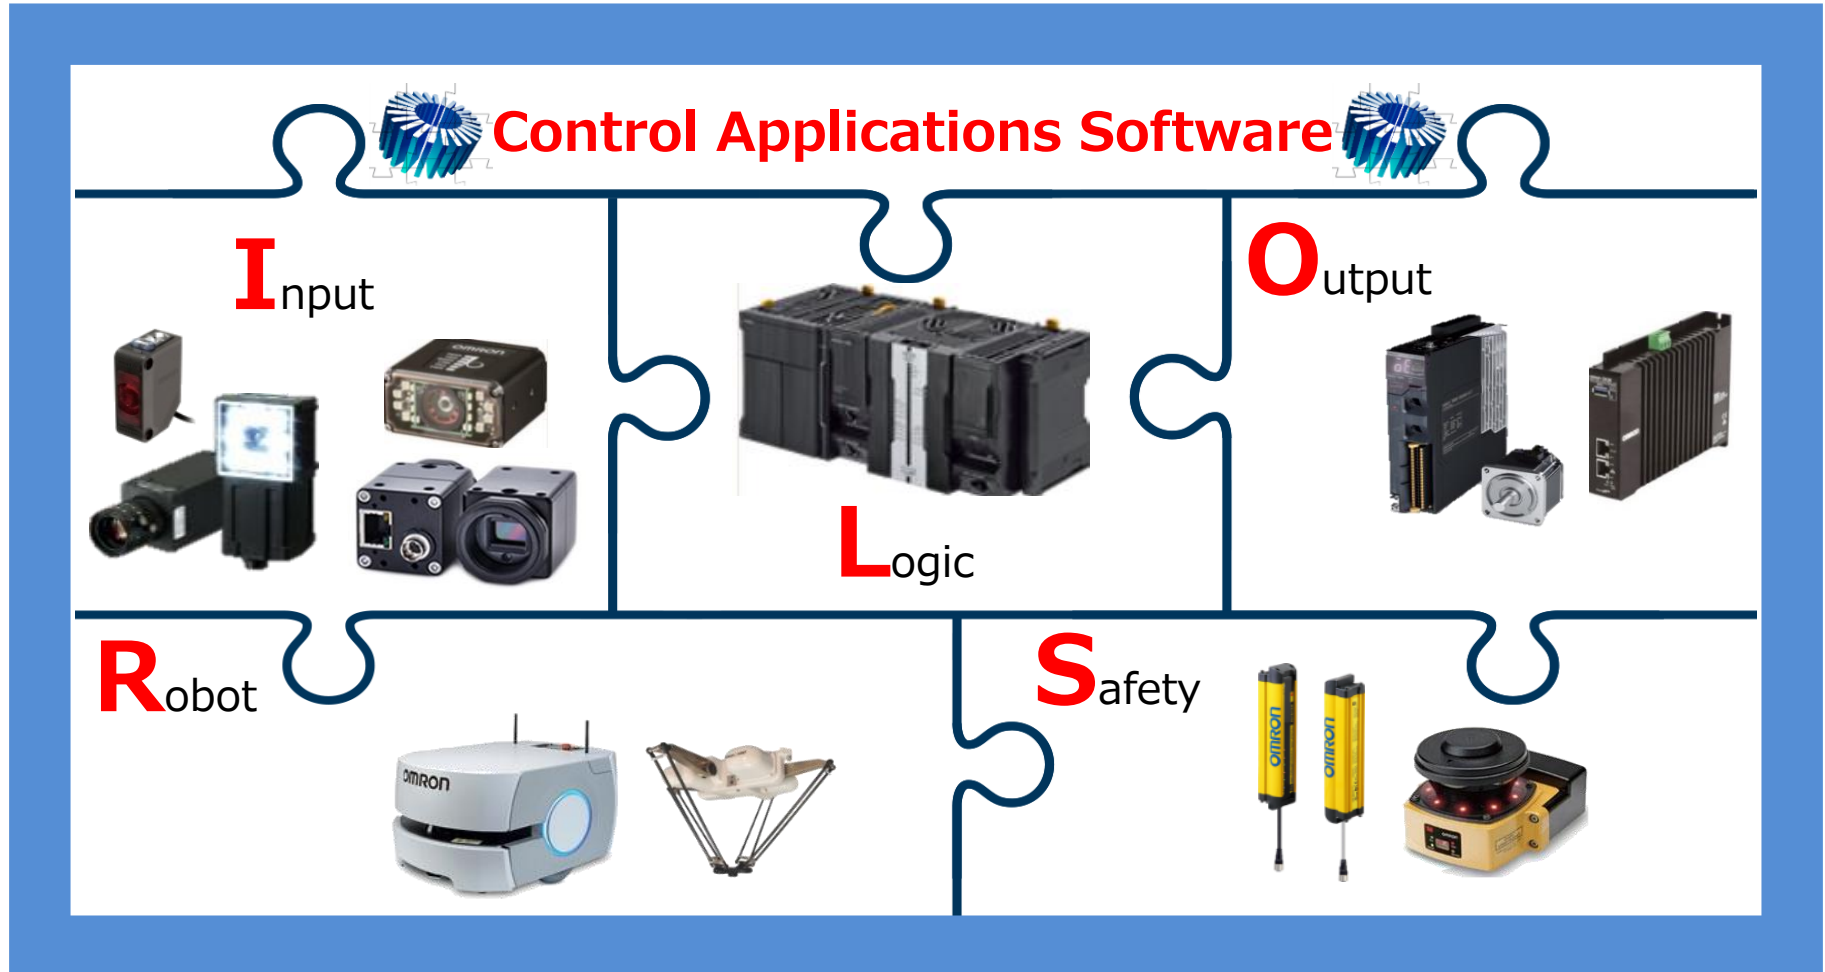 Control Applications Software
Input
Output
OMRON
Logic
Robot
Safety
OMRON
OMRON
OMRON